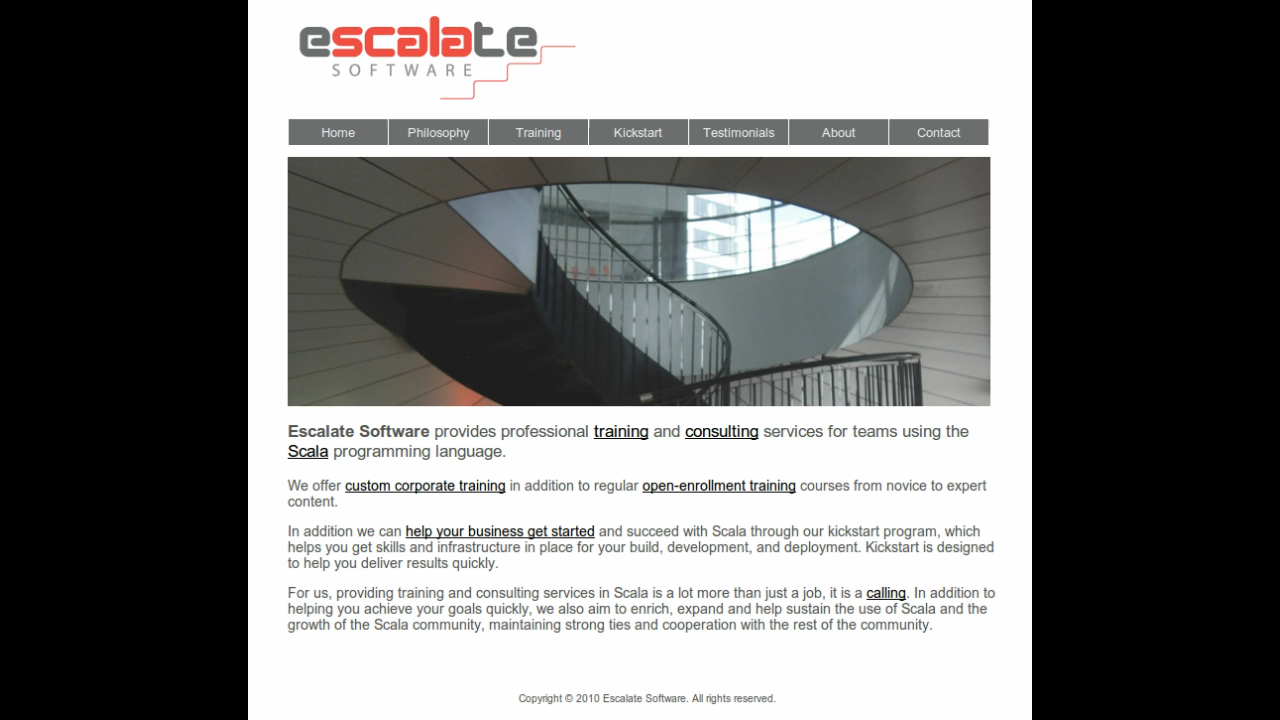 escalate
SOFTWARE
Home Philosophy Training Kickstart Testimonials About Contact
Escalate Software provides professional training and consulting services for teams using the
Scala programming language.
We offer custom corporate training in addition to regular open-enrollment training courses from novice to expert
content.
In addition we can help your business get started and succeed with Scala through our kickstart program, which
helps you get skills and infrastructure in place for your build, development, and deployment. Kickstart is designed
to help you deliver results quickly.
For us, providing training and consulting services in Scala is a lot more than just a job, it is a calling. In addition to
helping you achieve your goals quickly, we also aim to enrich, expand and help sustain the use of Scala and the
growth of the Scala community, maintaining strong ties and cooperation with the rest of the community.
Copyright © 2010 Escalate Software. All rights reserved.